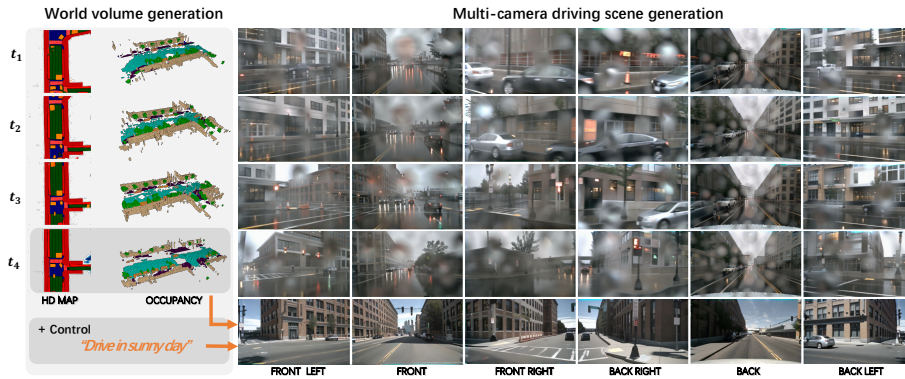 World volume generation
Multi-camera driving scene generation
t1
t2
t3
t4
HD MAP
OCCUPANCY
+ Control
“Drive in sunny day”
FRONT LEFT
FRONT
FRONT RIGHT
BACK RIGHT
BACK
BACK LEFT